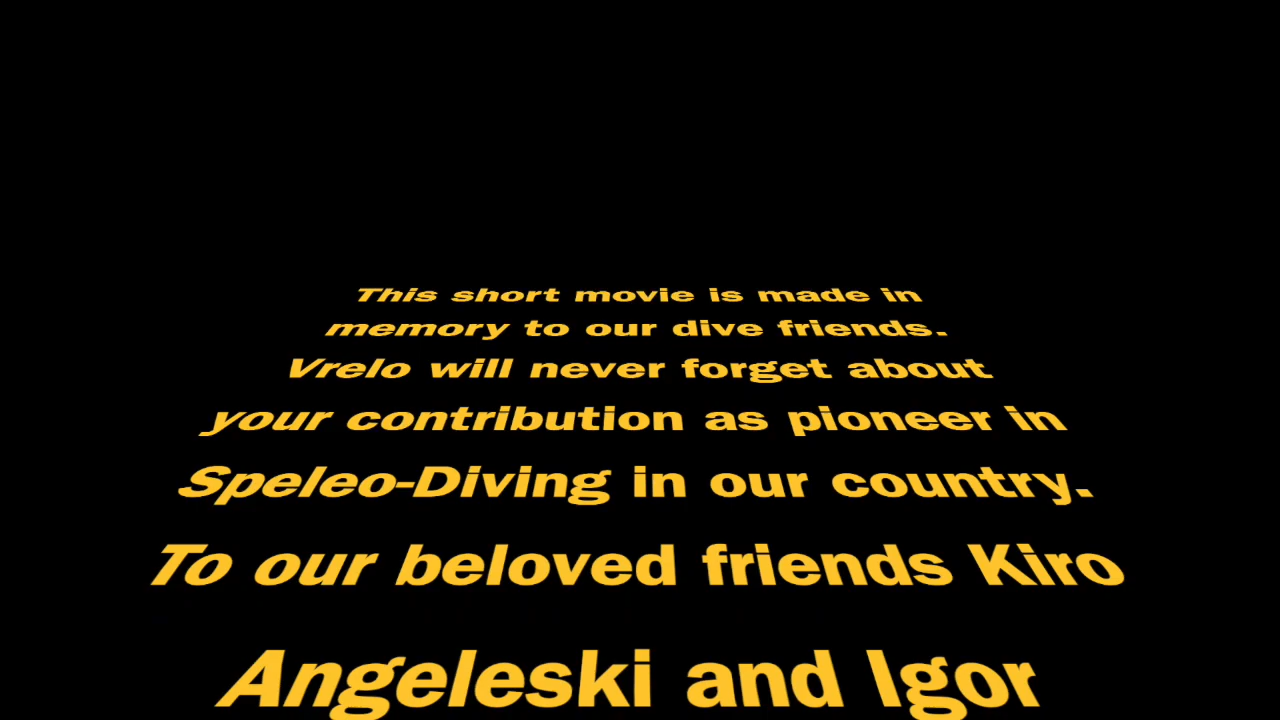 This short movie is made in
memory to our dive friends.
Vrelo will never forget about
your contribution as pioneer in
Speleo-Diving in our country.
To our beloved friends Kiro
Angeleski and Igor